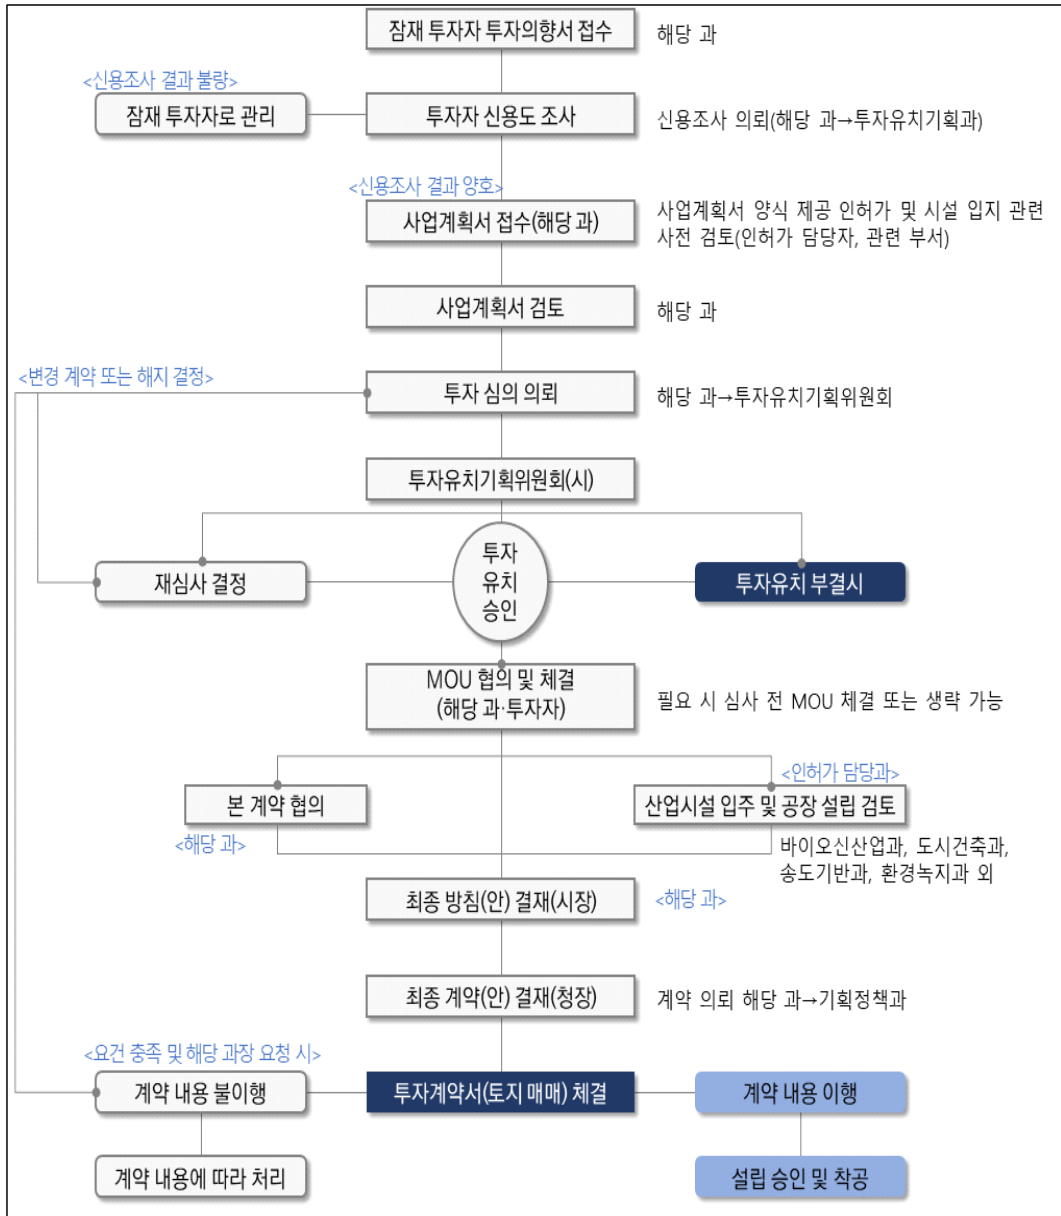 잠재 투자자 투자의향서 접수
해당 과
<신용조사 결과 불량>
잠재 투자자로 관리
투자자 신용도 조사
신용조사 의뢰(해당 과→투자유치기획과)
<신용조사 결과 양호>
사업계획서 접수(해당 과)
사업계획서 양식 제공 인허가 및 시설 입지 관련
사전 검토(인허가 담당자, 관련 부서)
사업계획서 검토
해당 과
<변경 계약 또는 해지 결정>
투자 심의 의뢰
해당 과→투자유치기획위원회
투자유치기획위원회(시)
재심사 결정
투자
유치
승인
투자유치 부결시
MOU 협의 및 체결
(해당 과·투자자)
필요 시 심사 전 MOU 체결 또는 생략 가능
본 계약 협의
<해당 과>
<인허가 담당과>
산업시설 입주 및 공장 설립 검토
바이오신산업과, 도시건축과,
송도기반과, 환경녹지과 외
최종 방침(안) 결재(시장)
<해당 과>
최종 계약(안) 결재(청장)
계약 의뢰 해당 과→기획정책과
<요건 충족 및 해당 과장 요청 시>
계약 내용 불이행
투자계약서(토지 매매) 체결
계약 내용 이행
계약 내용에 따라 처리
설립 승인 및 착공